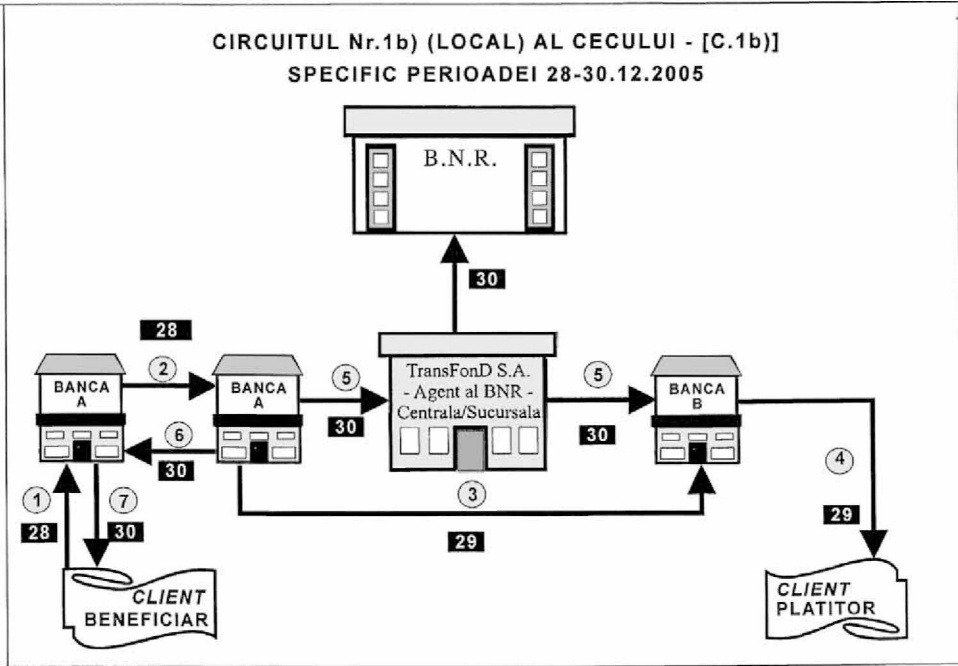 CIRCUITUL Nr.1b) (LOCAL) AL CECULUI - [C.1b)]
SPECIFIC PERIOADEI 28-30.12.2005
B.N.R.
30
28
BANCA
A
2
BANCA
A
5
30
TransFonD S.A.
- Agent al BNR -
Centrala/Sucursala
5
30
BANCA
B
6
30
4
1
28
7
30
3
29
29
CLIENT
BENEFICIAR
CLIENT
PLATITOR